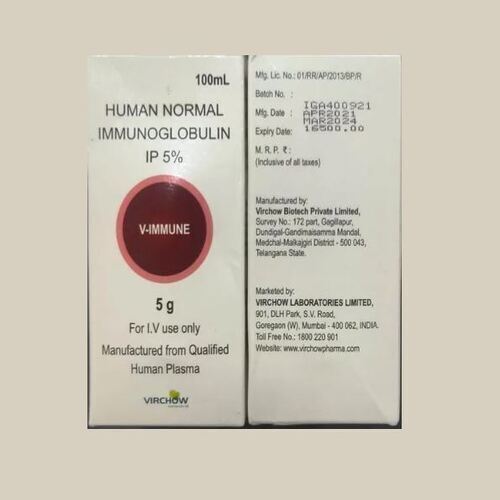 100mL
HUMAN NORMAL
IMMUNOGLOBULIN
IP 5%
V-IMMUNE
5 g
For I.V use only
Manufactured from Qualified
Human Plasma
VIRCHOW
Mfg. Lic. No.: 01/RR/AP/2013/BP/R
Batch No. : IGA400921
Mfg. Date : APR2021
Expiry Date: MAR2024
M. R. P. ₹ : 16500.00
(Inclusive of all taxes)
Manufactured by:
Virchow Biotech Private Limited,
Survey No.: 172 part, Gagillapur,
Dundigal-Gandimaisamma Mandal,
Medchal-Malkajgiri District - 500 043,
Telangana State.
Marketed by:
VIRCHOW LABORATORIES LIMITED,
901, DLH Park, S.V. Road,
Goregaon (W), Mumbai - 400 062, INDIA.
Toll Free No.: 1800 220 901
Website: www.virchowpharma.com